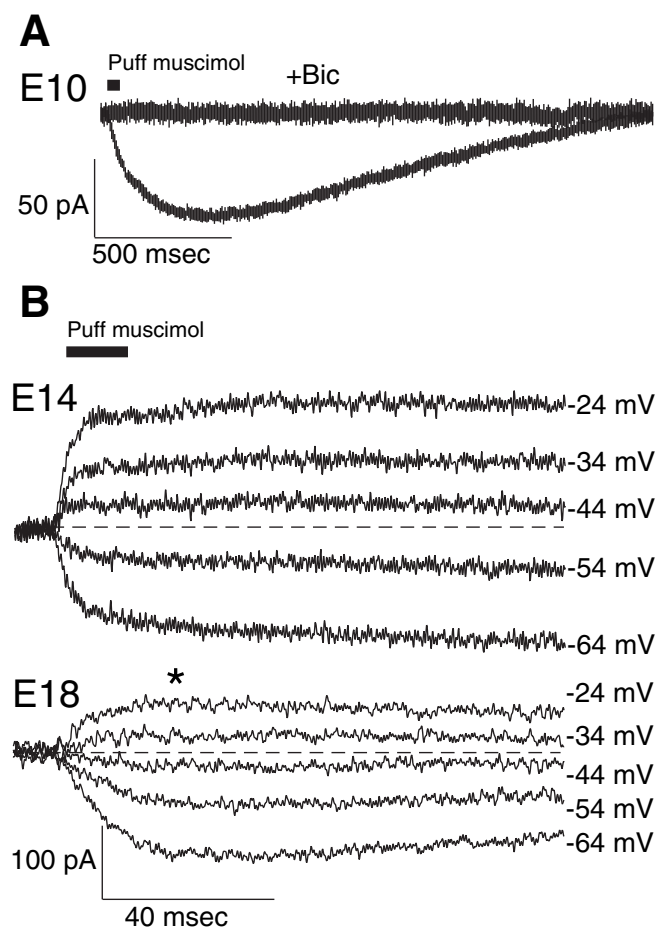 A
Puff muscimol
E10
+Bic
50 pA
500 msec
B
Puff muscimol
E14
-24 mV
-34 mV
-44 mV
-54 mV
-64 mV
*
E18
-24 mV
-34 mV
-44 mV
-54 mV
-64 mV
100 pA
40 msec